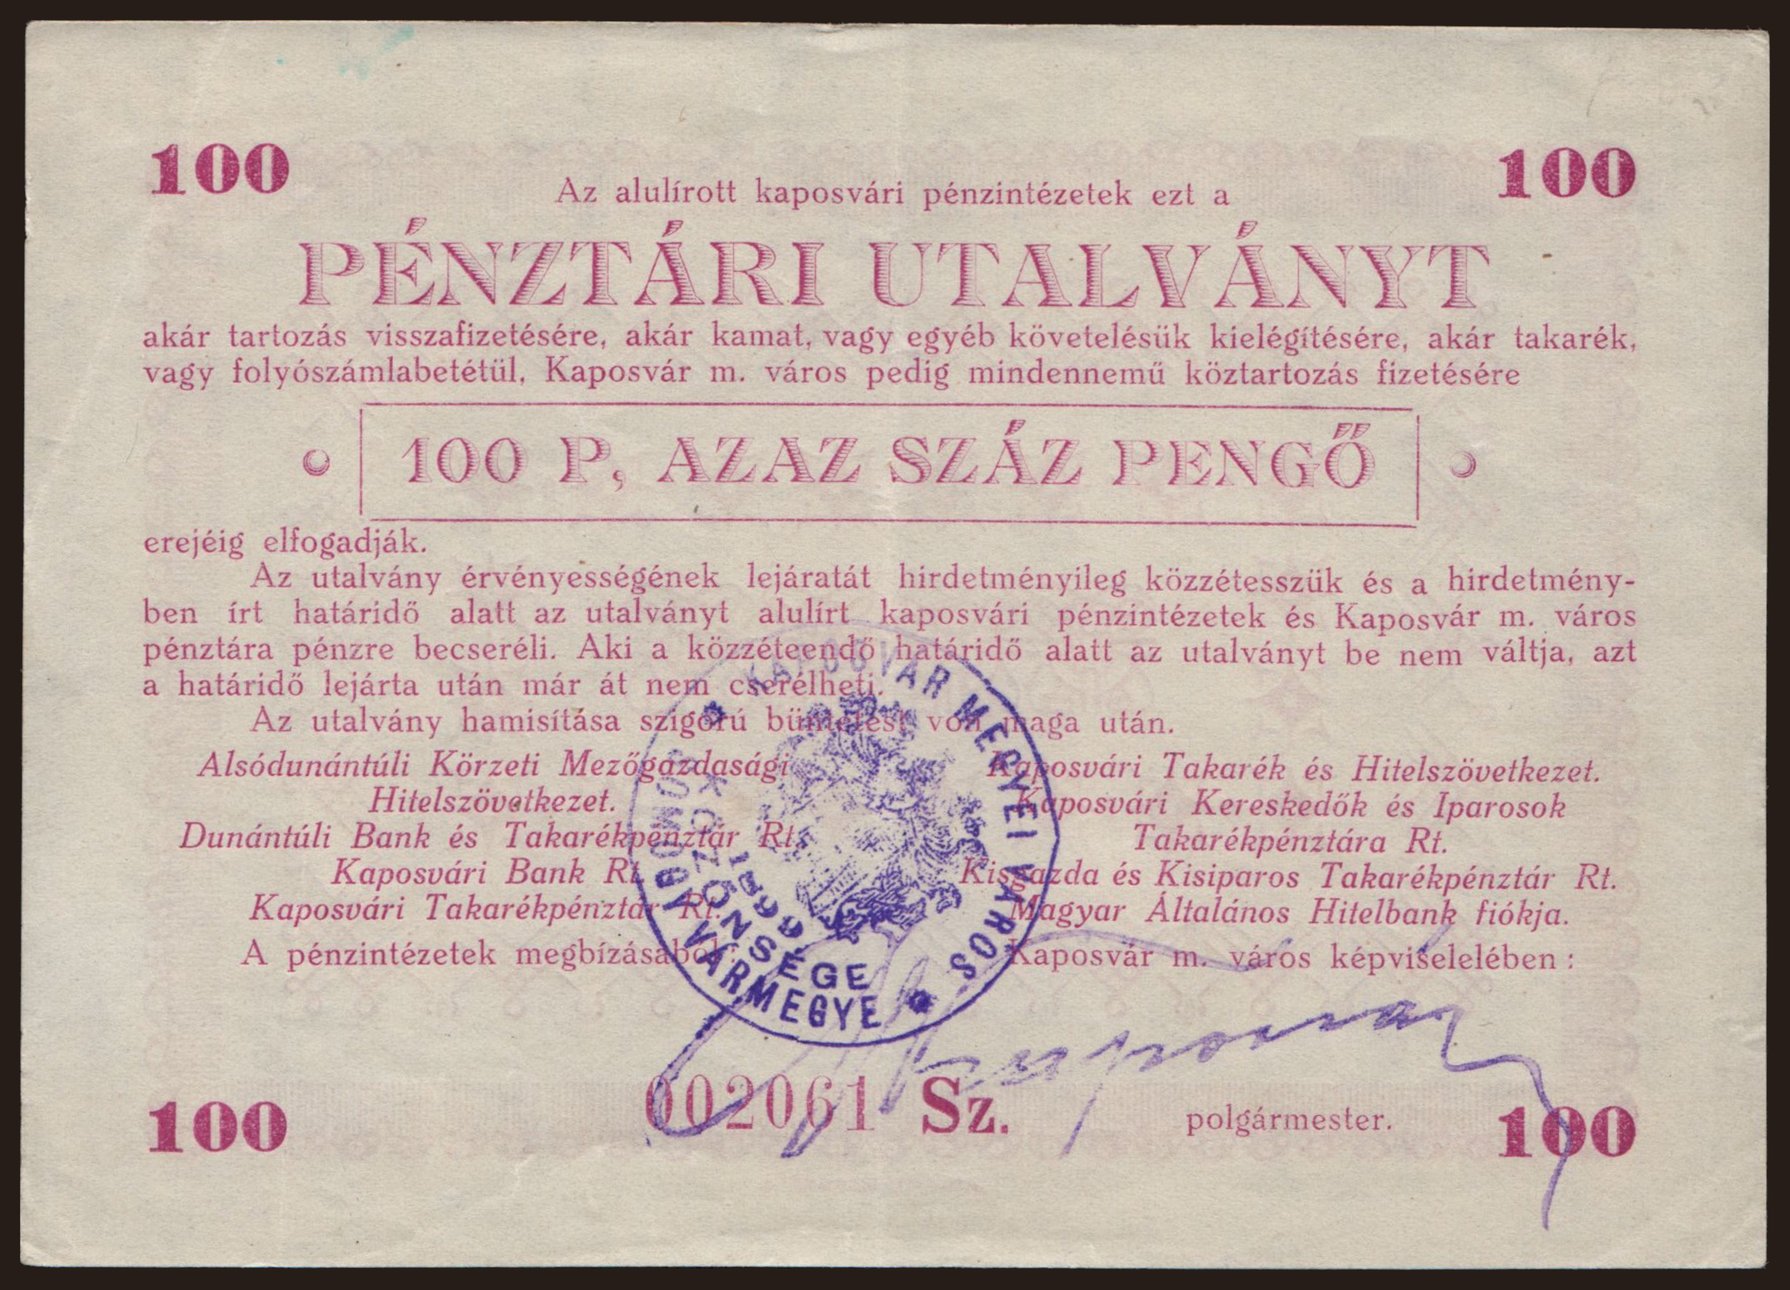 100
100
Az alulírott kaposvári pénzintézetek ezt a
PÉNZTÁRI UTALVÁNYT
akár tartozás visszafizetésére, akár kamat, vagy egyéb követelésük kielégítésére, akár takarék,
vagy folyószámlabetétül, Kaposvár m. város pedig mindennemű köztartozás fizetésére
100 P, AZAZ SZÁZ PENGŐ
erejéig elfogadják.
Az utalvány érvényességének lejáratát hirdetményileg közzétesszük és a hirdetmény-
ben írt határidő alatt az utalványt alulírt kaposvári pénzintézetek és Kaposvár m. város
pénztára pénzre becseréli. Aki a közzéteendő határidő alatt az utalványt be nem váltja, azt
a határidő lejárta után már át nem cserélheti.
Az utalvány hamisítása szigorú büntetést von maga után.
Alsódunántúli Körzeti Mezőgazdasági
Hitelszövetkezet.
Dunántúli Bank és Takarékpénztár Rt.
Kaposvári Bank Rt.
Kaposvári Takarékpénztár Rt.
A pénzintézetek megbízásából:
Kaposvári Takarék és Hitelszövetkezet.
Kaposvári Kereskedők és Iparosok
Takarékpénztára Rt.
Kisgazda és Kisiparos Takarékpénztár Rt.
Magyar Általános Hitelbank fiókja.
Kaposvár m. város képviselelében:
KAPOSVÁR MEGYEI VÁROS
VÁRMEGYE
KÖZÖNSÉGE
002061 Sz.
polgármester.
100
100